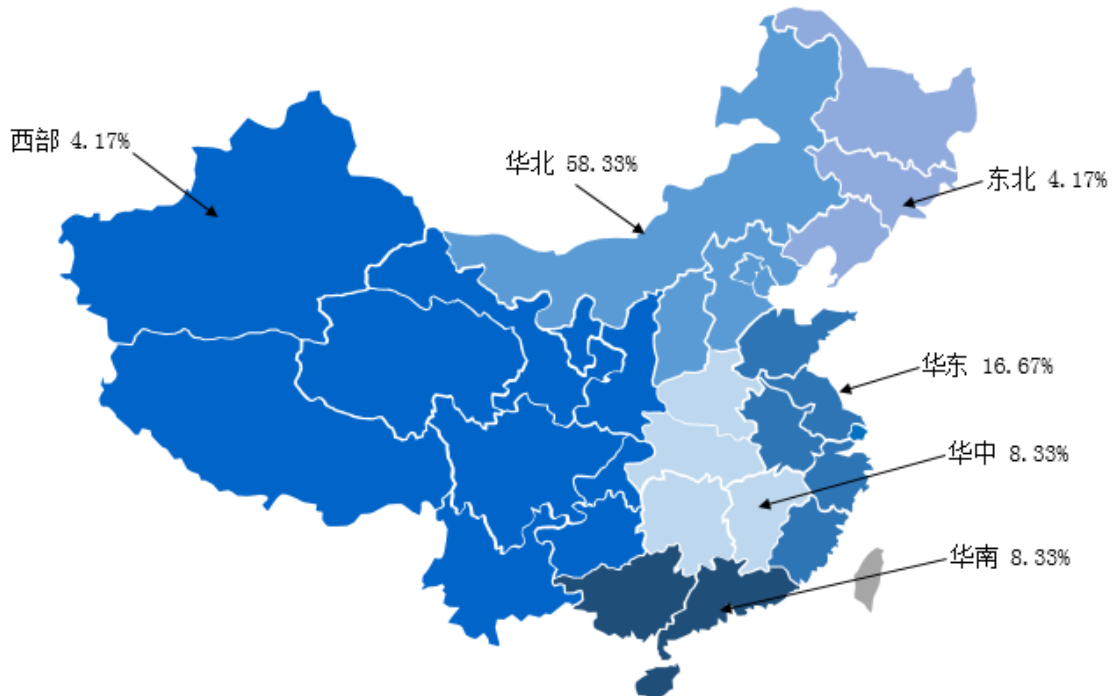 西部 4.17%
华北 58.33%
东北 4.17%
华东 16.67%
华中 8.33%
华南 8.33%